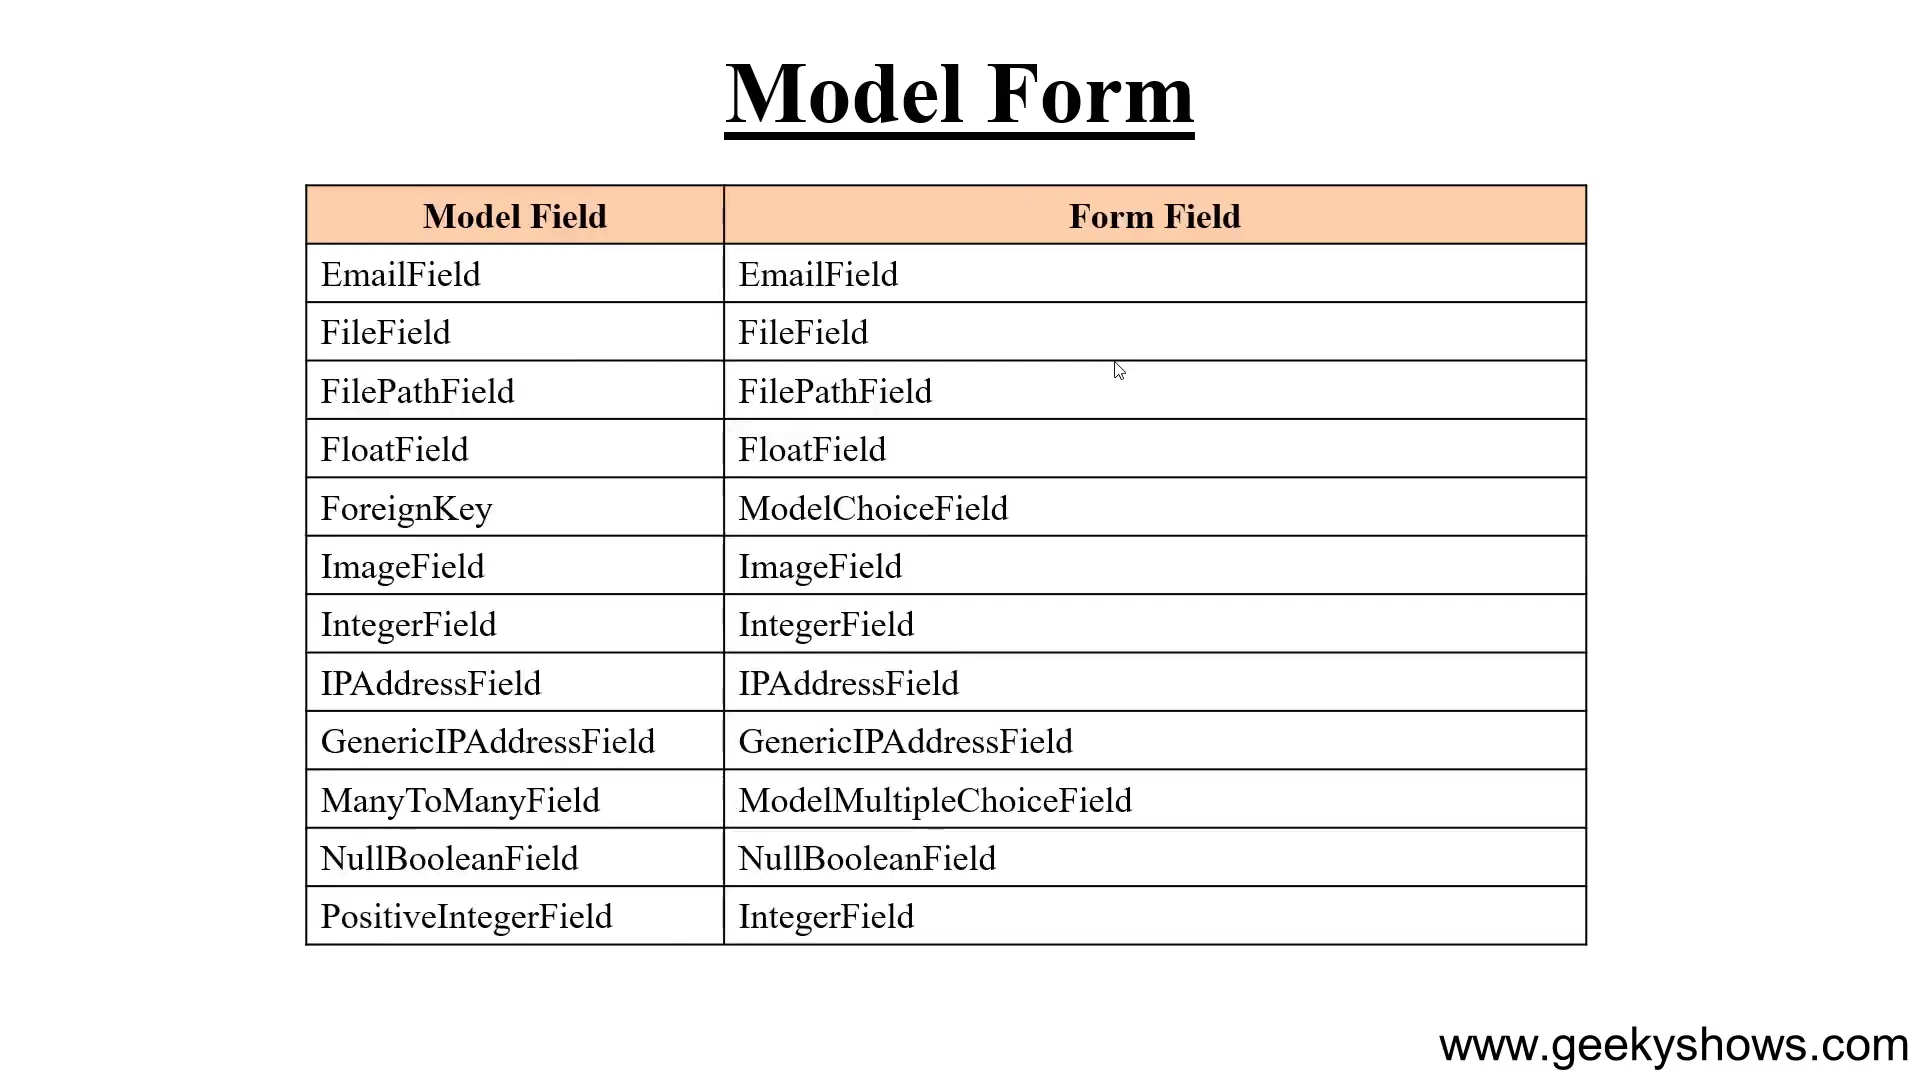 Model Form
Model Field Form Field
EmailField EmailField
FileField FileField
FilePathField FilePathField
FloatField FloatField
ForeignKey ModelChoiceField
ImageField ImageField
IntegerField IntegerField
IPAddressField IPAddressField
GenericIPAddressField GenericIPAddressField
ManyToManyField ModelMultipleChoiceField
NullBooleanField NullBooleanField
PositiveIntegerField IntegerField
www.geekyshows.com